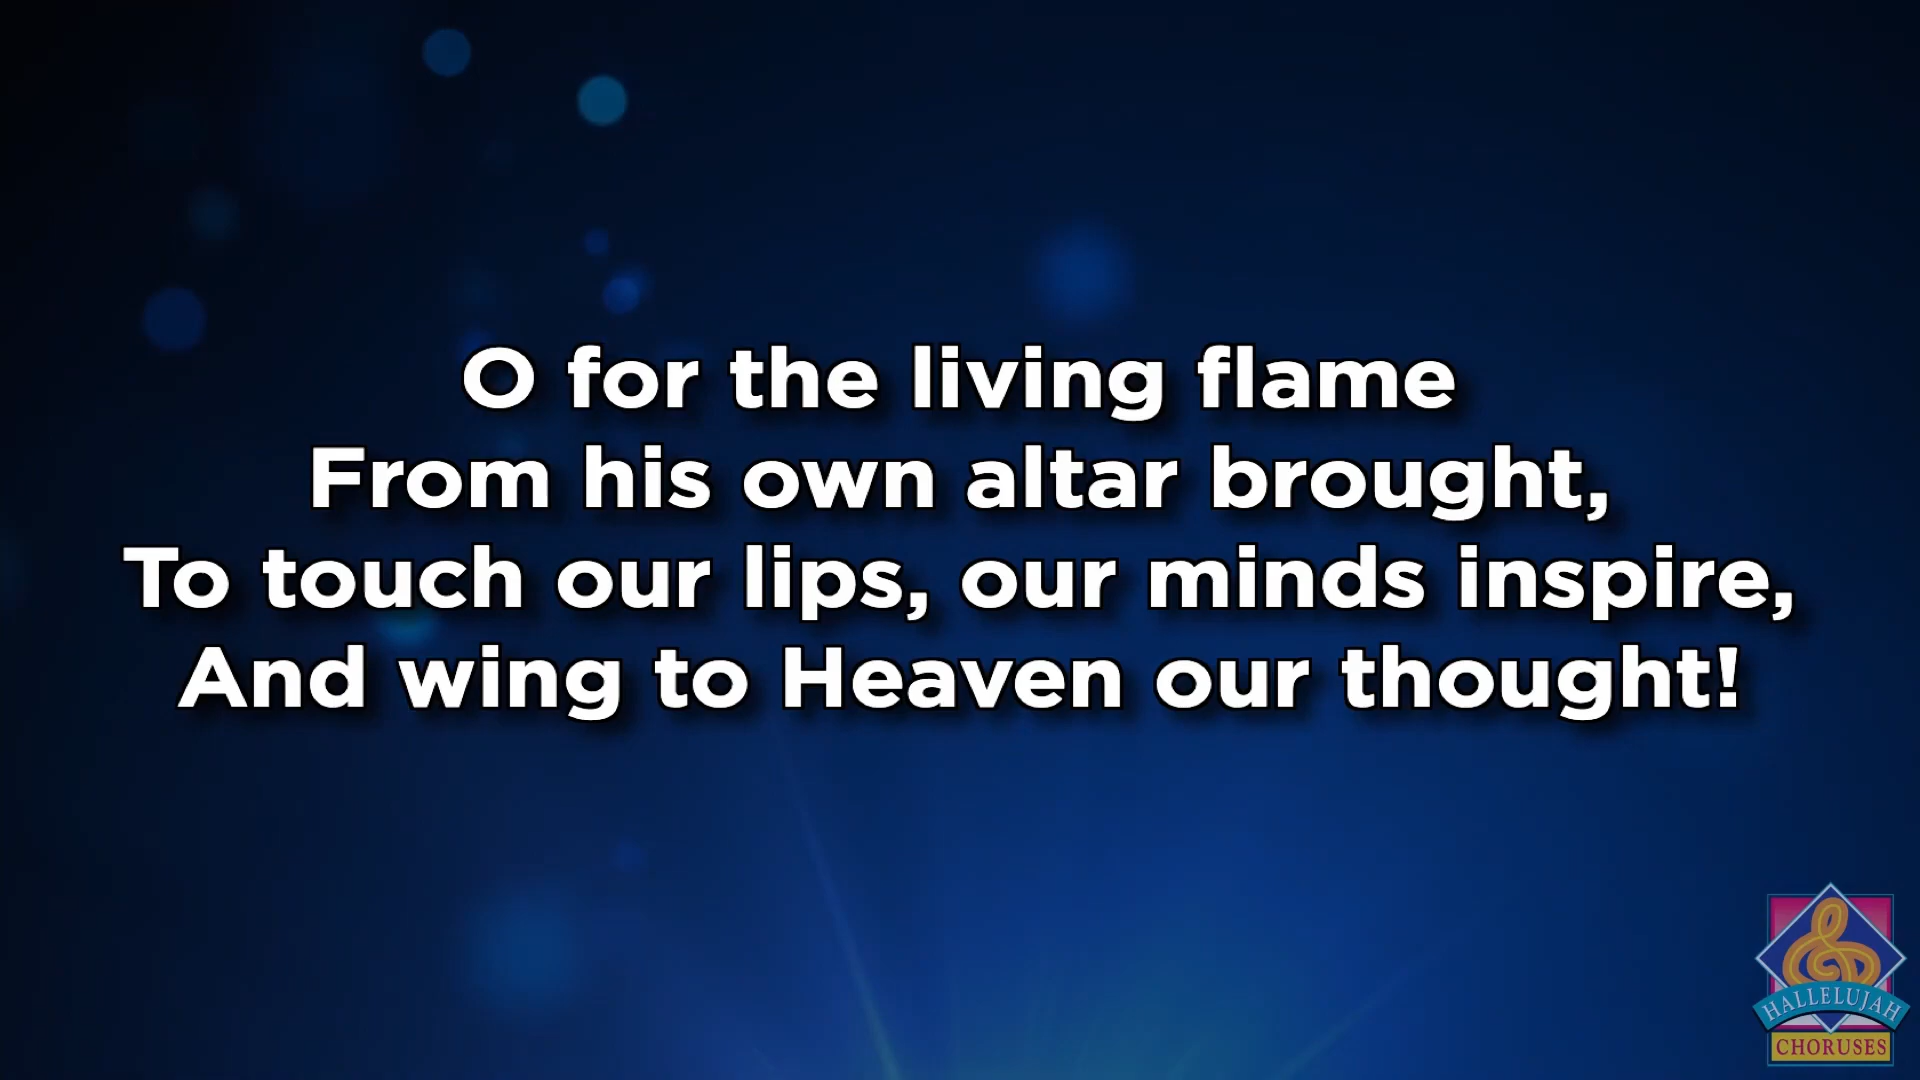 O for the living flame
From his own altar brought,
To touch our lips, our minds inspire,
And wing to Heaven our thought!
HALLELUJAH
CHORUSES